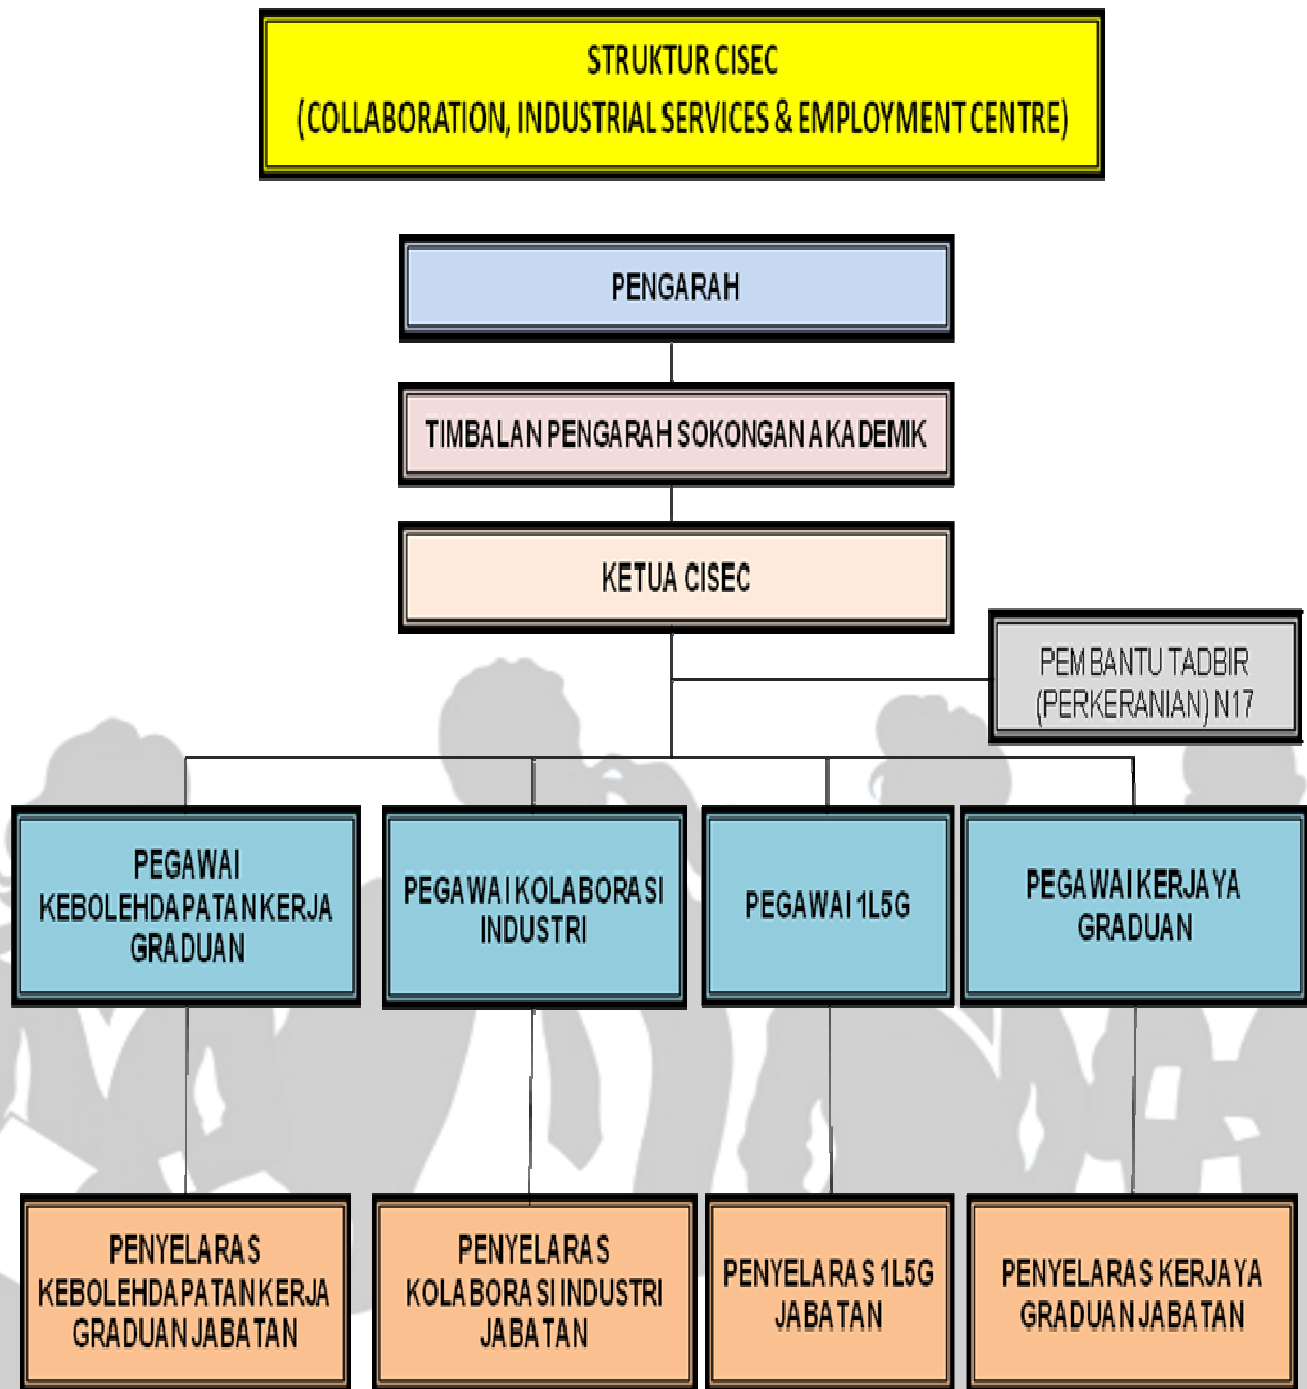 STRUKTUR CISEC
(COLLABORATION, INDUSTRIAL SERVICES & EMPLOYMENT CENTRE)
PENGARAH
TIMBALAN PENGARAH SOKONGAN AKADEMIK
KETUA CISEC
PEMBANTU TADBIR
(PERKERANIAN) N17
PEGAWAI
KEBOLEHDAPATAN KERJA
GRADUAN
PEGAWAI KOLABORASI
INDUSTRI
PEGAWAI 1L5G
PEGAWAI KERJAYA
GRADUAN
PENYELARAS
KEBOLEHDAPATAN KERJA
GRADUAN JABATAN
PENYELARAS
KOLABORASI INDUSTRI
JABATAN
PENYELARAS 1L5G
JABATAN
PENYELARAS KERJAYA
GRADUAN JABATAN